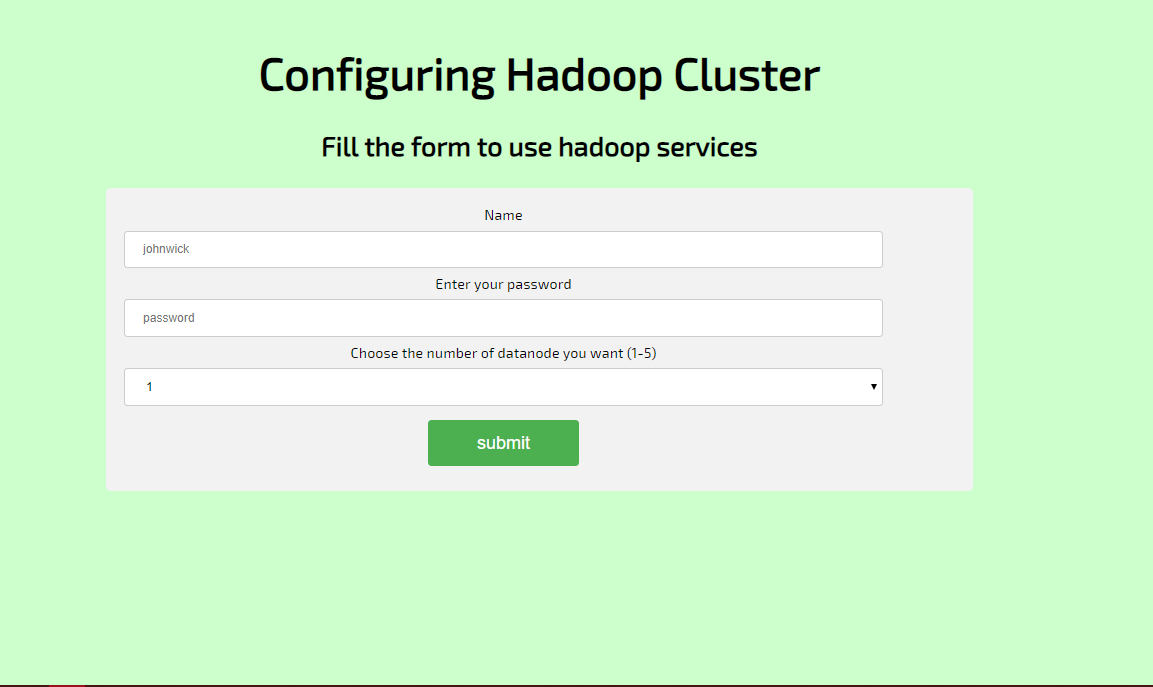 Configuring Hadoop Cluster
Fill the form to use hadoop services
Name
johnwick
Enter your password
password
Choose the number of datanode you want (1-5)
1
submit